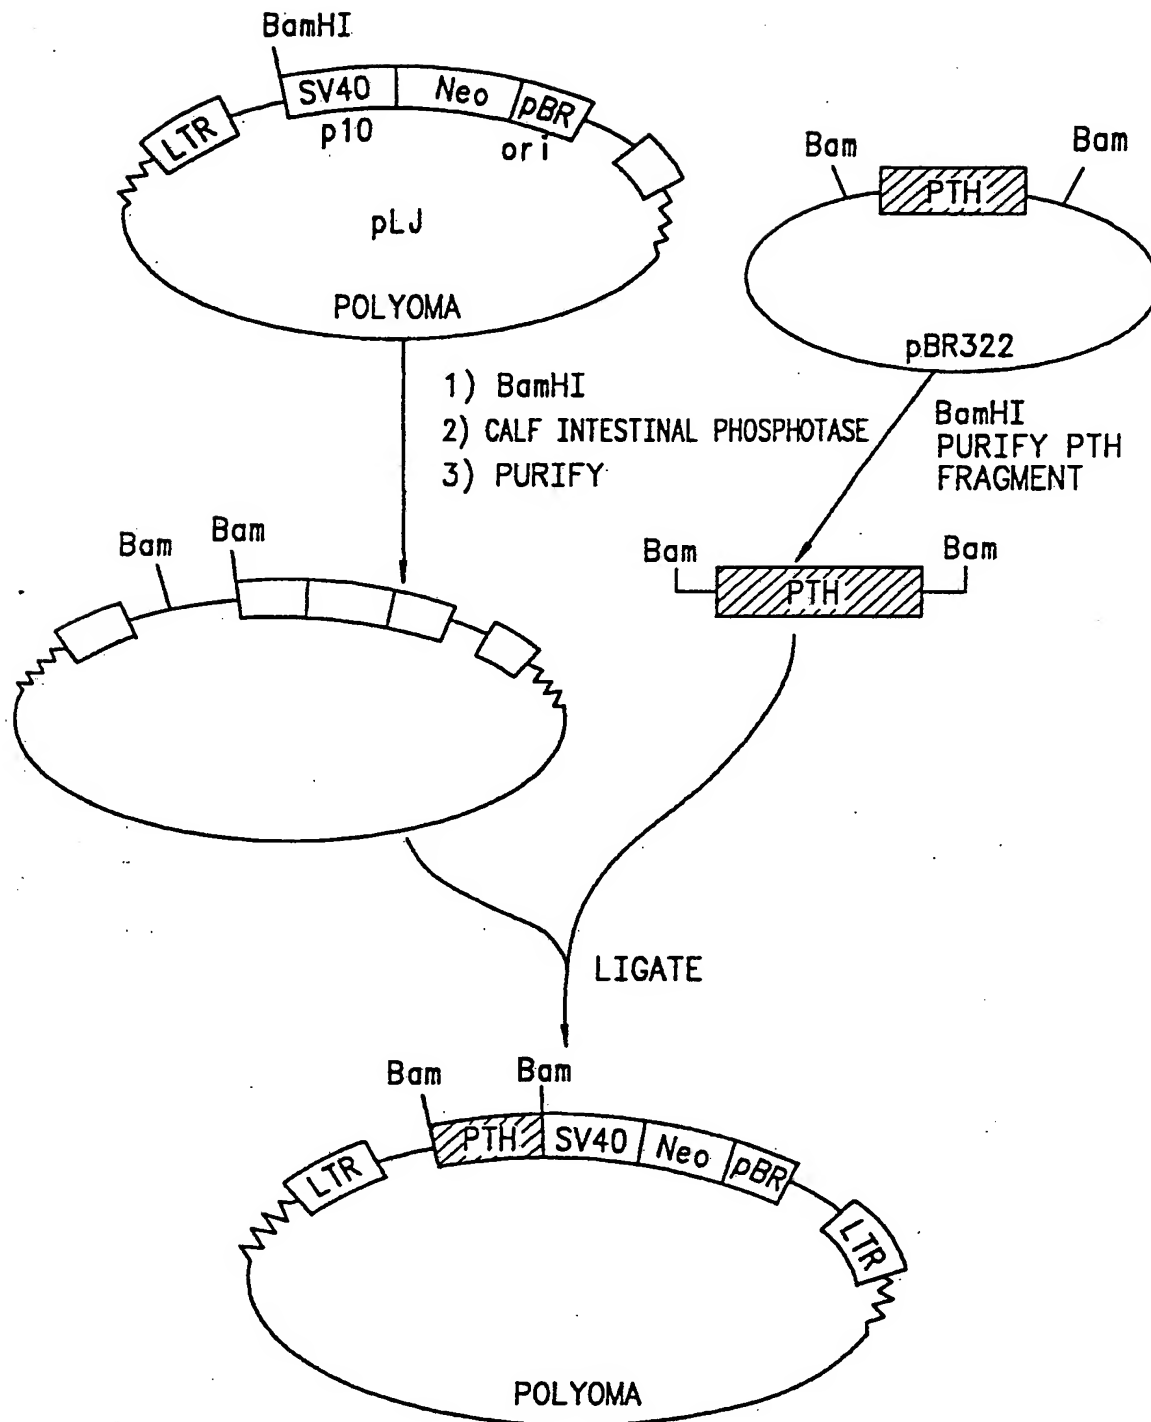 BamHI
SV40
Neo
pBR
LTR
p10
ori
pLJ
POLYOMA
Bam
Bam
PTH
pBR322
1) BamHI
2) CALF INTESTINAL PHOSPHOTASE
3) PURIFY
BamHI
PURIFY PTH
FRAGMENT
Bam
Bam
Bam
Bam
PTH
LIGATE
Bam
Bam
PTH
SV40
Neo
pBR
LTR
LTR
POLYOMA